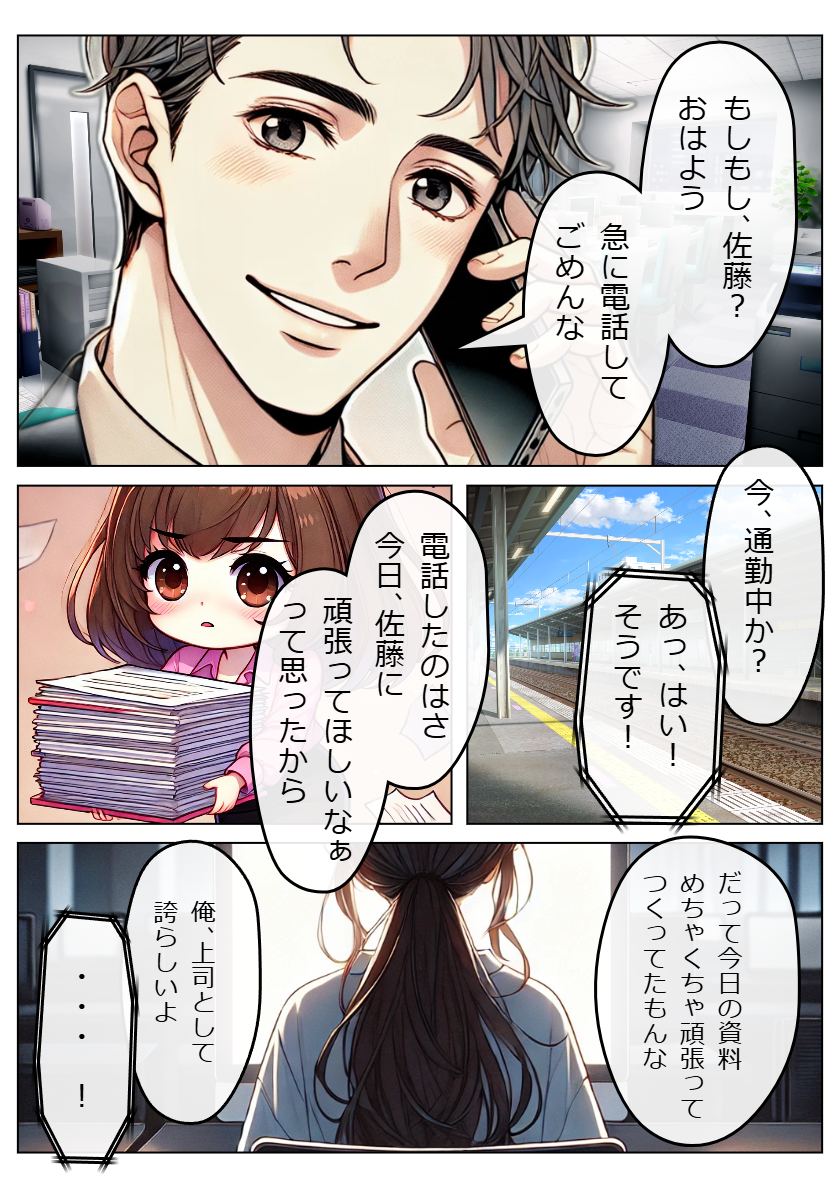 もしもし、佐藤？
おはよう
急に電話して
ごめんな
今、通勤中か？
あっ、はい！
そうです！
電話したのはさ
今日、佐藤に
頑張ってほしいなぁ
って思ったから
だって今日の資料
めちゃくちゃ頑張って
つくってたもんな
俺、上司として
誇らしいよ
・・・！